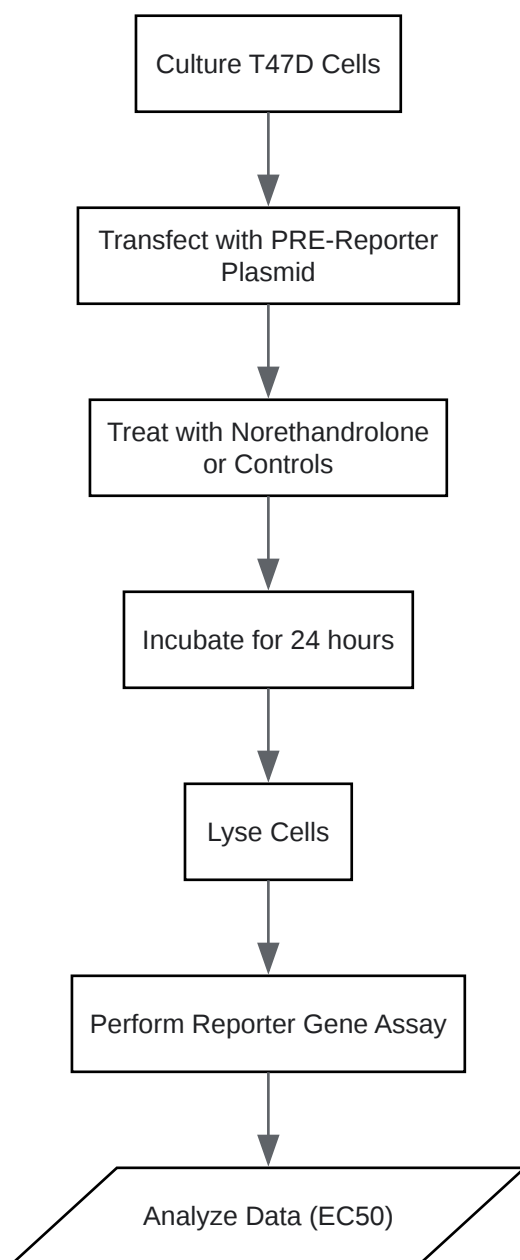 Culture T47D Cells
Transfect with PRE-Reporter
Plasmid
Treat with Norethandrolone
or Controls
Incubate for 24 hours
Lyse Cells
Perform Reporter Gene Assay
Analyze Data (EC50)